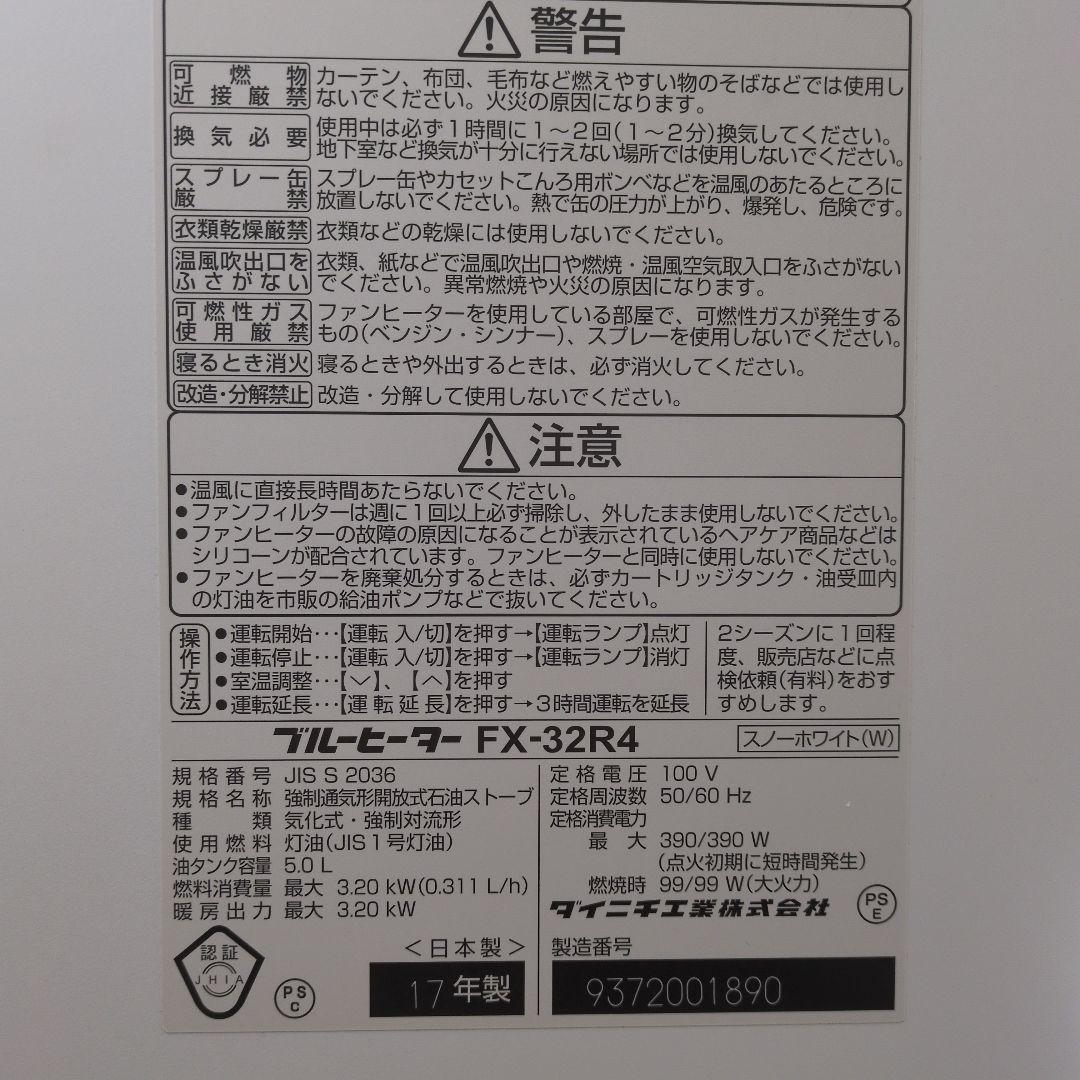 警告
可燃物
近接厳禁
カーテン、布団、毛布など燃えやすい物のそばなどでは使用し
ないでください。火災の原因になります。
換気必要
使用中は必ず1時間に1〜2回(1〜2分)換気してください。
地下室など換気が十分に行えない場所では使用しないでください。
スプレー缶
厳禁
スプレー缶やカセットこんろ用ボンベなどを温風のあたるところに
放置しないでください。熱で缶の圧力が上がり、爆発し、危険です。
衣類乾燥厳禁
衣類などの乾燥には使用しないでください。
温風吹出口を
ふさがない
衣類、紙などで温風吹出口や燃焼・温風空気取入口をふさがない
でください。異常燃焼や火災の原因になります。
可燃性ガス
使用厳禁
ファンヒーターを使用している部屋で、可燃性ガスが発生する
もの(ベンジン・シンナー)、スプレーを使用しないでください。
寝るとき消火
寝るときや外出するときは、必ず消火してください。
改造・分解禁止
改造・分解して使用しないでください。
注意
●温風に直接長時間あたらないでください。
●ファンフィルターは週に1回以上必ず掃除し、外したまま使用しないでください。
●ファンヒーターの故障の原因になることが表示されているヘアケア商品などは
シリコーンが配合されています。ファンヒーターと同時に使用しないでください。
●ファンヒーターを廃棄処分するときは、必ずカートリッジタンク・油受皿内
の灯油を市販の給油ポンプなどで抜いてください。
操作方法
●運転開始…【運転 入/切】を押す→【運転ランプ】点灯
●運転停止…【運転 入/切】を押す→【運転ランプ】消灯
●室温調整…【﹀】、【︿】を押す
●運転延長…【運転延長】を押す→3時間運転を延長
2シーズンに1回程
度、販売店などに点
検依頼(有料)をおす
すめします。
ブルーヒーター FX-32R4
スノーホワイト(W)
規格番号 JIS S 2036
規格名称 強制通気形開放式石油ストーブ
種類 気化式・強制対流形
使用燃料 灯油(JIS1号灯油)
油タンク容量 5.0 L
燃料消費量 最大 3.20 kW(0.311 L/h)
暖房出力 最大 3.20 kW
定格電圧 100 V
定格周波数 50/60 Hz
定格消費電力
最大 390/390 W
(点火初期に短時間発生)
燃焼時 99/99 W(大火力)
ダイニチ工業株式会社
PS
E
認証
JHIA
PS
C
<日本製>
17年製
製造番号
9372001890